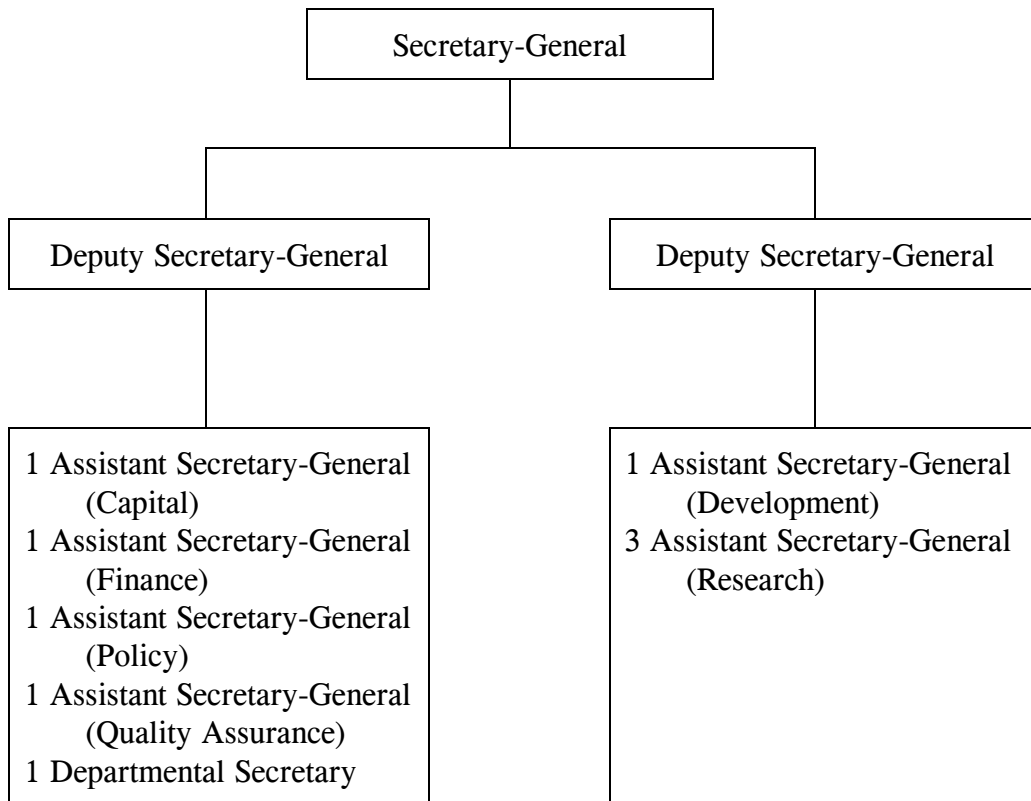 Secretary-General
Deputy Secretary-General
Deputy Secretary-General
1 Assistant Secretary-General
(Capital)
1 Assistant Secretary-General
(Finance)
1 Assistant Secretary-General
(Policy)
1 Assistant Secretary-General
(Quality Assurance)
1 Departmental Secretary
1 Assistant Secretary-General
(Development)
3 Assistant Secretary-General
(Research)